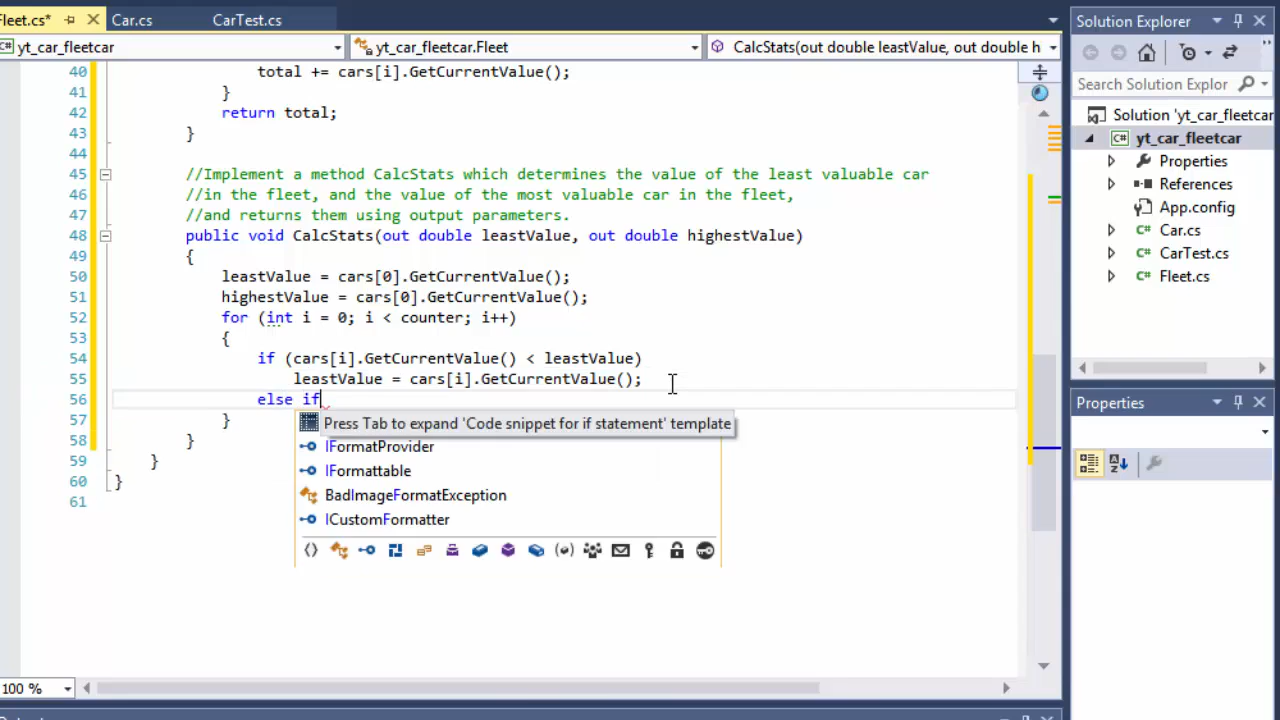 Fleet.cs*
Car.cs
CarTest.cs
yt_car_fleetcar
yt_car_fleetcar.Fleet
CalcStats(out double leastValue, out double h
40 total += cars[i].GetCurrentValue();
41 }
42 return total;
43 }
44
45 //Implement a method CalcStats which determines the value of the least valuable car
46 //in the fleet, and the value of the most valuable car in the fleet,
47 //and returns them using output parameters.
48 public void CalcStats(out double leastValue, out double highestValue)
49 {
50 leastValue = cars[0].GetCurrentValue();
51 highestValue = cars[0].GetCurrentValue();
52 for (int i = 0; i < counter; i++)
53 {
54 if (cars[i].GetCurrentValue() < leastValue)
55 leastValue = cars[i].GetCurrentValue();
56 else if
57 }
58 }
59 }
60 }
61
Press Tab to expand 'Code snippet for if statement' template
IFormatProvider
IFormattable
BadImageFormatException
ICustomFormatter
100 %
Solution Explorer
Search Solution Explor
Solution 'yt_car_fleetcar
yt_car_fleetcar
Properties
References
App.config
Car.cs
CarTest.cs
Fleet.cs
Properties